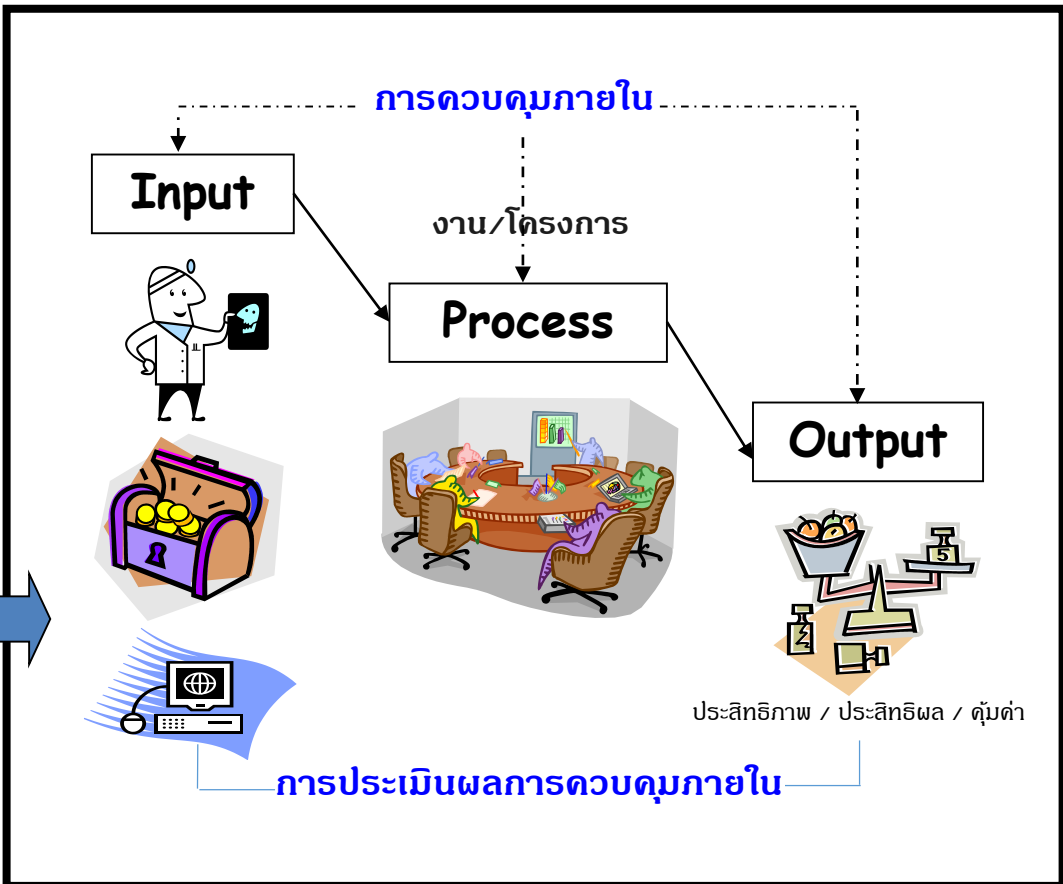 การควบคุมภายใน
Input
งาน/โครงการ
Process
Output
5
ประสิทธิภาพ / ประสิทธิผล / คุ้มค่า
การประเมินผลการควบคุมภายใน